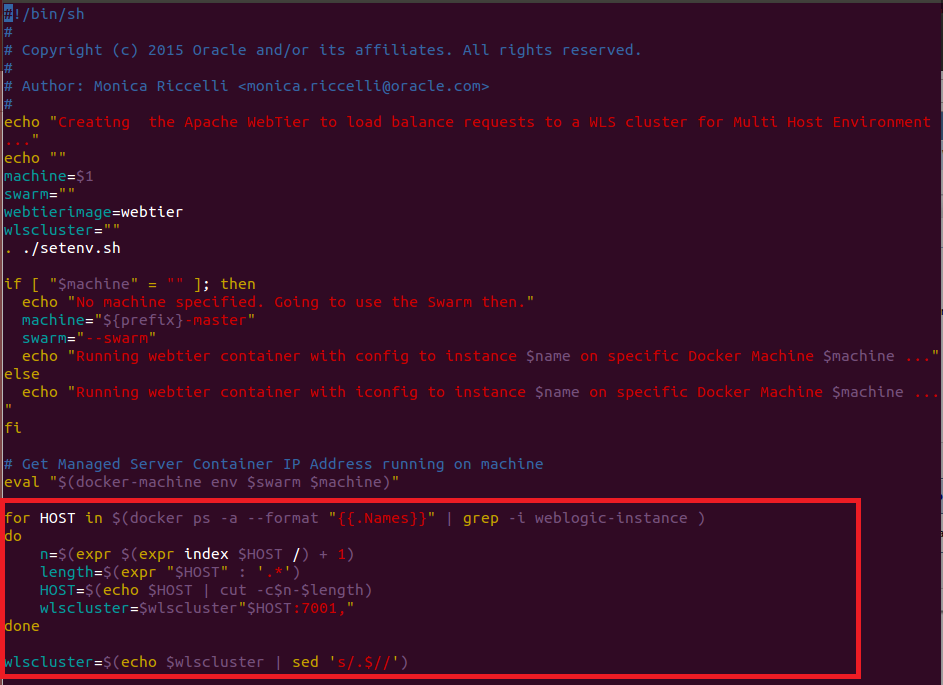 #!/bin/sh
#
# Copyright (c) 2015 Oracle and/or its affiliates. All rights reserved.
#
# Author: Monica Riccelli <monica.riccelli@oracle.com>
#
echo "Creating  the Apache WebTier to load balance requests to a WLS cluster for Multi Host Environment
..."
echo ""
machine=$1
swarm=""
webtierimage=webtier
wlscluster=""
. ./setenv.sh

if [ "$machine" = "" ]; then
  echo "No machine specified. Going to use the Swarm then."
  machine="${prefix}-master"
  swarm="--swarm"
  echo "Running webtier container with config to instance $name on specific Docker Machine $machine ..."
else
  echo "Running webtier container with iconfig to instance $name on specific Docker Machine $machine ...
"
fi

# Get Managed Server Container IP Address running on machine
eval "$(docker-machine env $swarm $machine)"

for HOST in $(docker ps -a --format "{{.Names}}" | grep -i weblogic-instance )
do
    n=$(expr $(expr index $HOST /) + 1)
    length=$(expr "$HOST" : '.*')
    HOST=$(echo $HOST | cut -c$n-$length)
    wlscluster=$wlscluster"$HOST:7001,"
done

wlscluster=$(echo $wlscluster | sed 's/.$//')